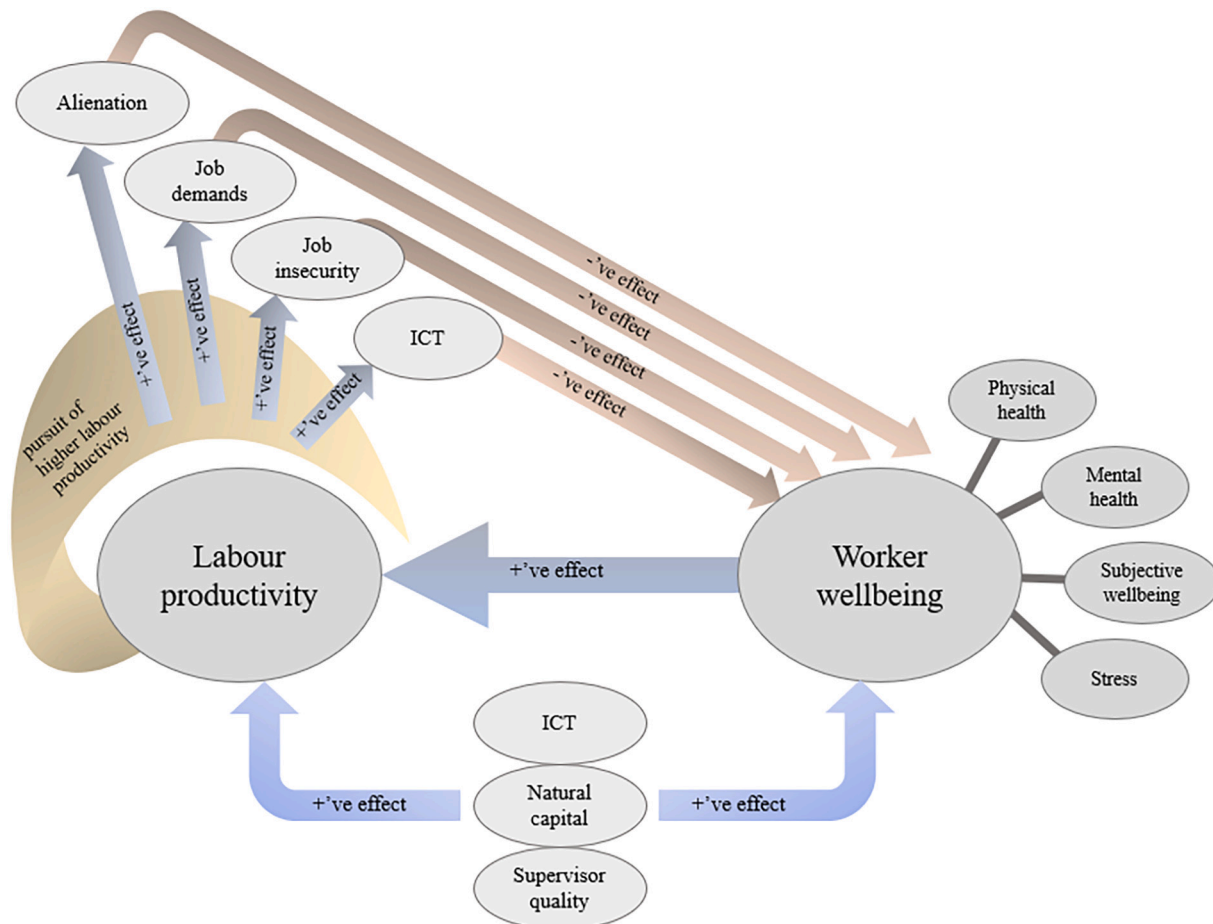 Alienation
Job
demands
Job
insecurity
ICT
+’ve effect
+’ve effect
+’ve effect
+’ve effect
-’ve effect
-’ve effect
-’ve effect
-’ve effect
pursuit of
higher labour
productivity
Labour
productivity
+’ve effect
Worker
wellbeing
Physical
health
Mental
health
Subjective
wellbeing
Stress
ICT
+’ve effect
Natural
capital
+’ve effect
Supervisor
quality